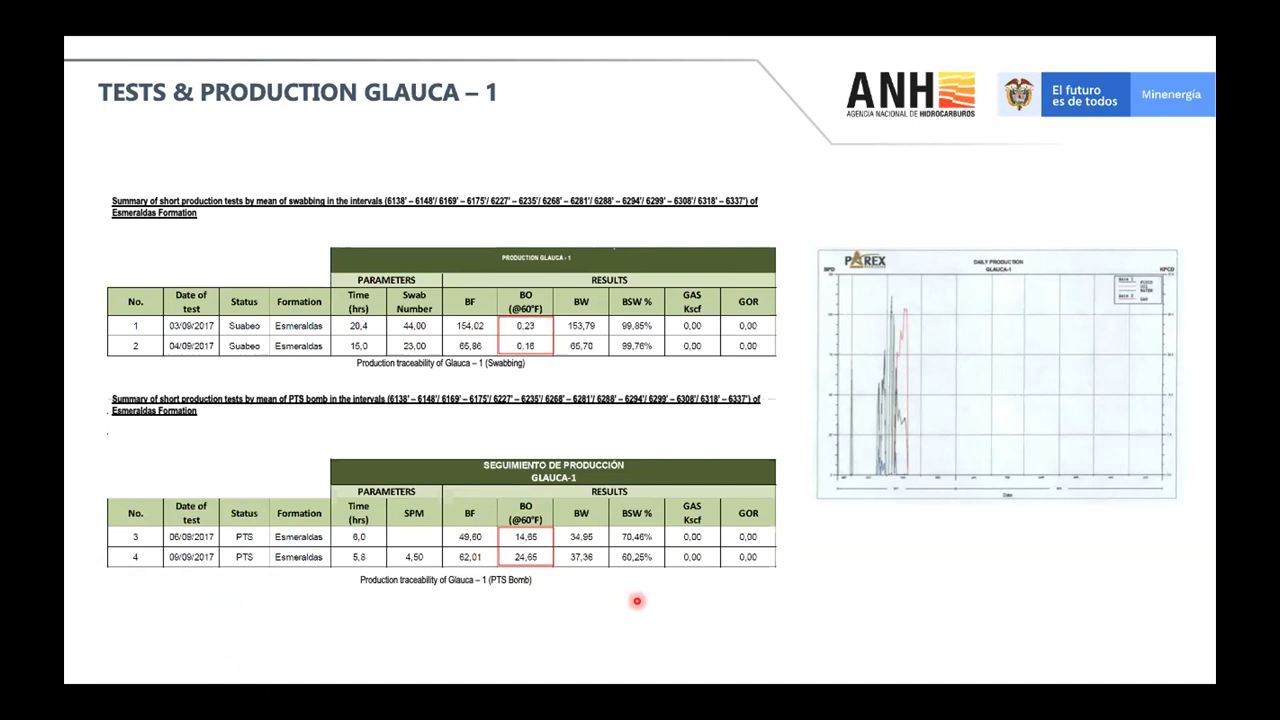 TESTS & PRODUCTION GLAUCA – 1
ANH
AGENCIA NACIONAL DE HIDROCARBUROS
El futuro
es de todos
Minenergía
Summary of short production tests by mean of swabbing in the intervals (6138' – 6148'/ 6169' – 6175'/ 6227' – 6235'/ 6268' – 6281'/ 6288' – 6294'/ 6299' – 6308'/ 6318' – 6337') of
Esmeraldas Formation
PRODUCTION GLAUCA - 1
PARAMETERS RESULTS
No. Date of test Status Formation Time (hrs) Swab Number BF BO (@60°F) BW BSW % GAS Kscf GOR
1 03/09/2017 Suabeo Esmeraldas 20,4 44,00 154,02 0,23 153,79 99,85% 0,00 0,00
2 04/09/2017 Suabeo Esmeraldas 15,0 23,00 65,86 0,16 65,70 99,76% 0,00 0,00
Production traceability of Glauca – 1 (Swabbing)
Summary of short production tests by mean of PTS bomb in the intervals (6138' – 6148'/ 6169' – 6175'/ 6227' – 6235'/ 6268' – 6281'/ 6288' – 6294'/ 6299' – 6308'/ 6318' – 6337') of
Esmeraldas Formation
SEGUIMIENTO DE PRODUCCIÓN
GLAUCA-1
PARAMETERS RESULTS
No. Date of test Status Formation Time (hrs) SPM BF BO (@60°F) BW BSW % GAS Kscf GOR
3 06/09/2017 PTS Esmeraldas 6,0 49,60 14,65 34,95 70,46% 0,00 0,00
4 09/09/2017 PTS Esmeraldas 5,8 4,50 62,01 24,65 37,36 60,25% 0,00 0,00
Production traceability of Glauca – 1 (PTS Bomb)
PAREX
DAILY PRODUCTION
GLAUCA-1
BPD
KPCD
Date